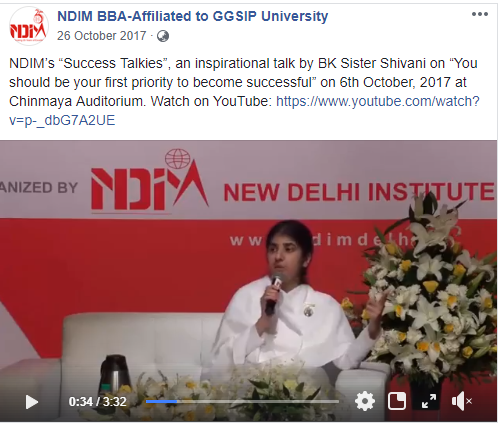 NDIM BBA-Affiliated to GGSIP University
26 October 2017 ·
NDIM's “Success Talkies”, an inspirational talk by BK Sister Shivani on “You
should be your first priority to become successful” on 6th October, 2017 at
Chinmaya Auditorium. Watch on YouTube: https://www.youtube.com/watch?
v=p-_dbG7A2UE
ANIZED BY NDIM NEW DELHI INSTITUTE
0:34 / 3:32